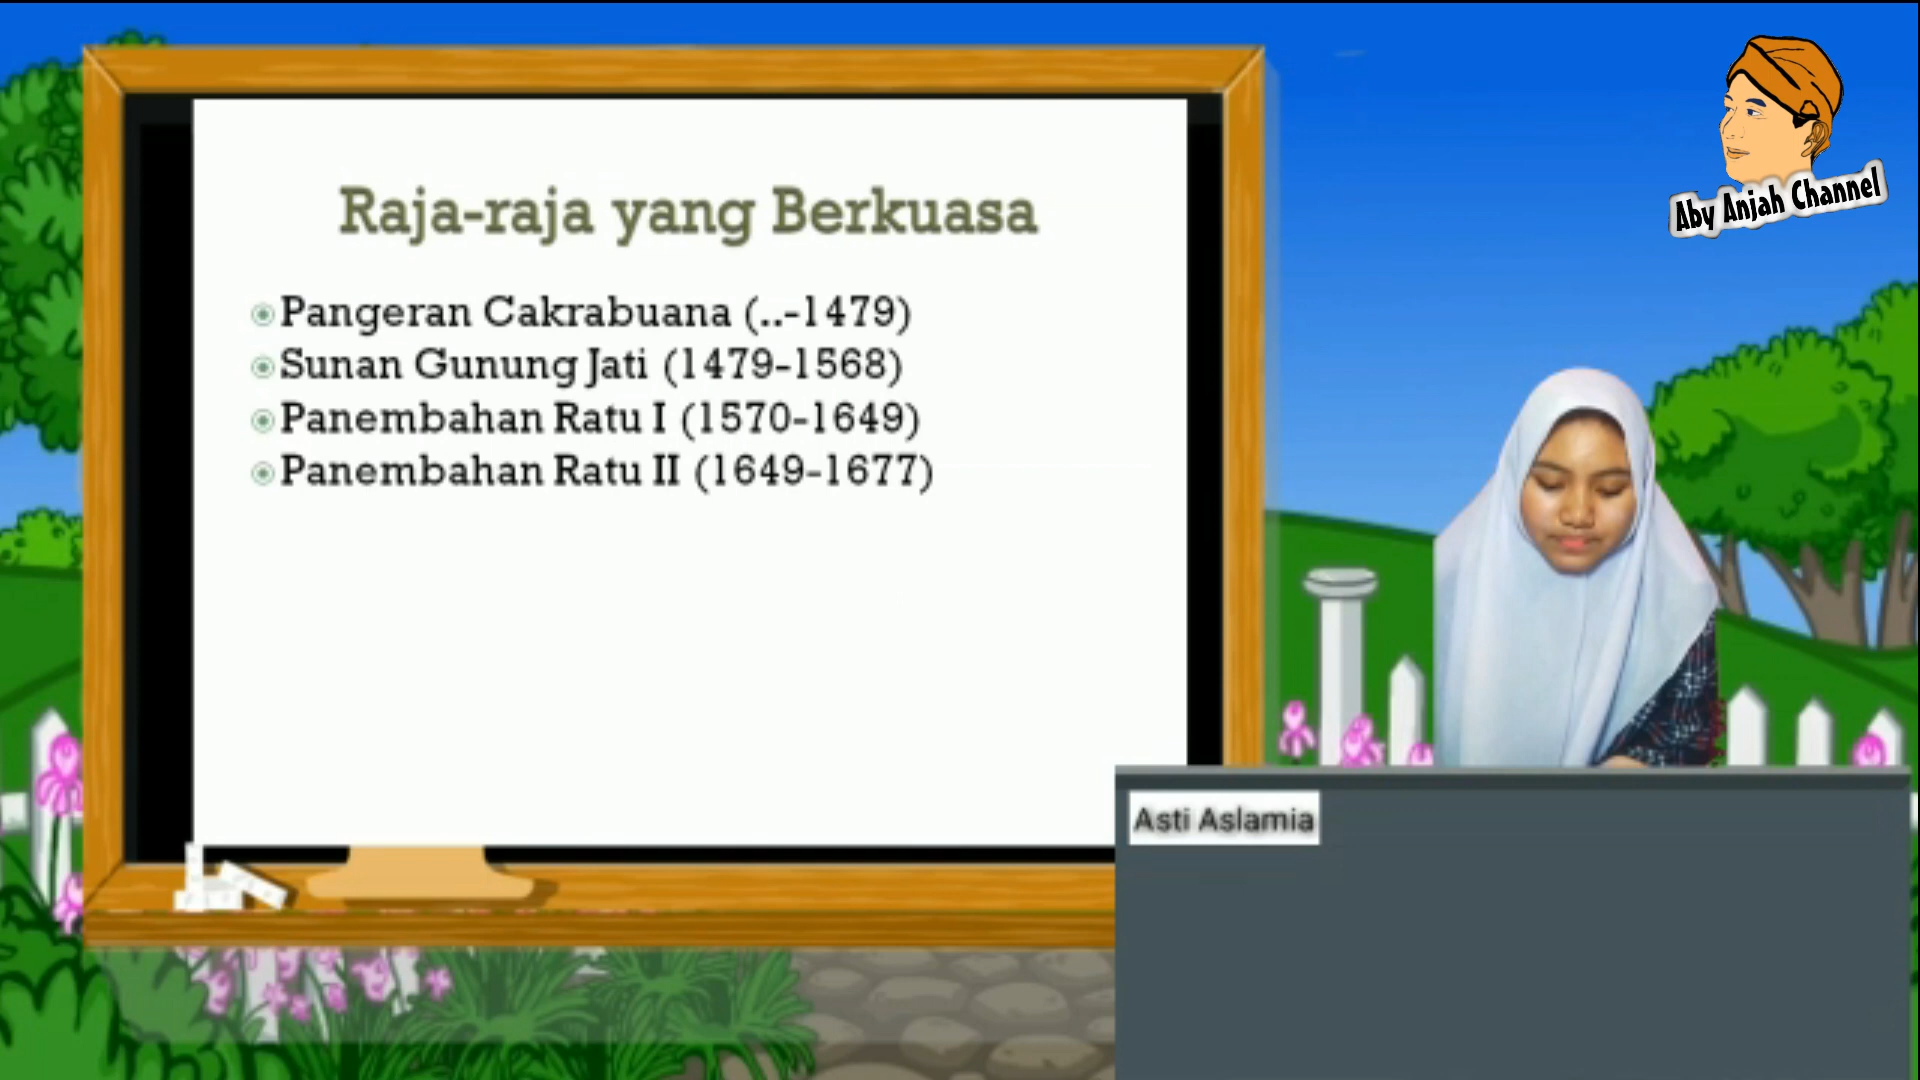 Raja-raja yang Berkuasa
Pangeran Cakrabuana (..-1479)
Sunan Gunung Jati (1479-1568)
Panembahan Ratu I (1570-1649)
Panembahan Ratu II (1649-1677)
Aby Anjah Channel
Asti Aslamia